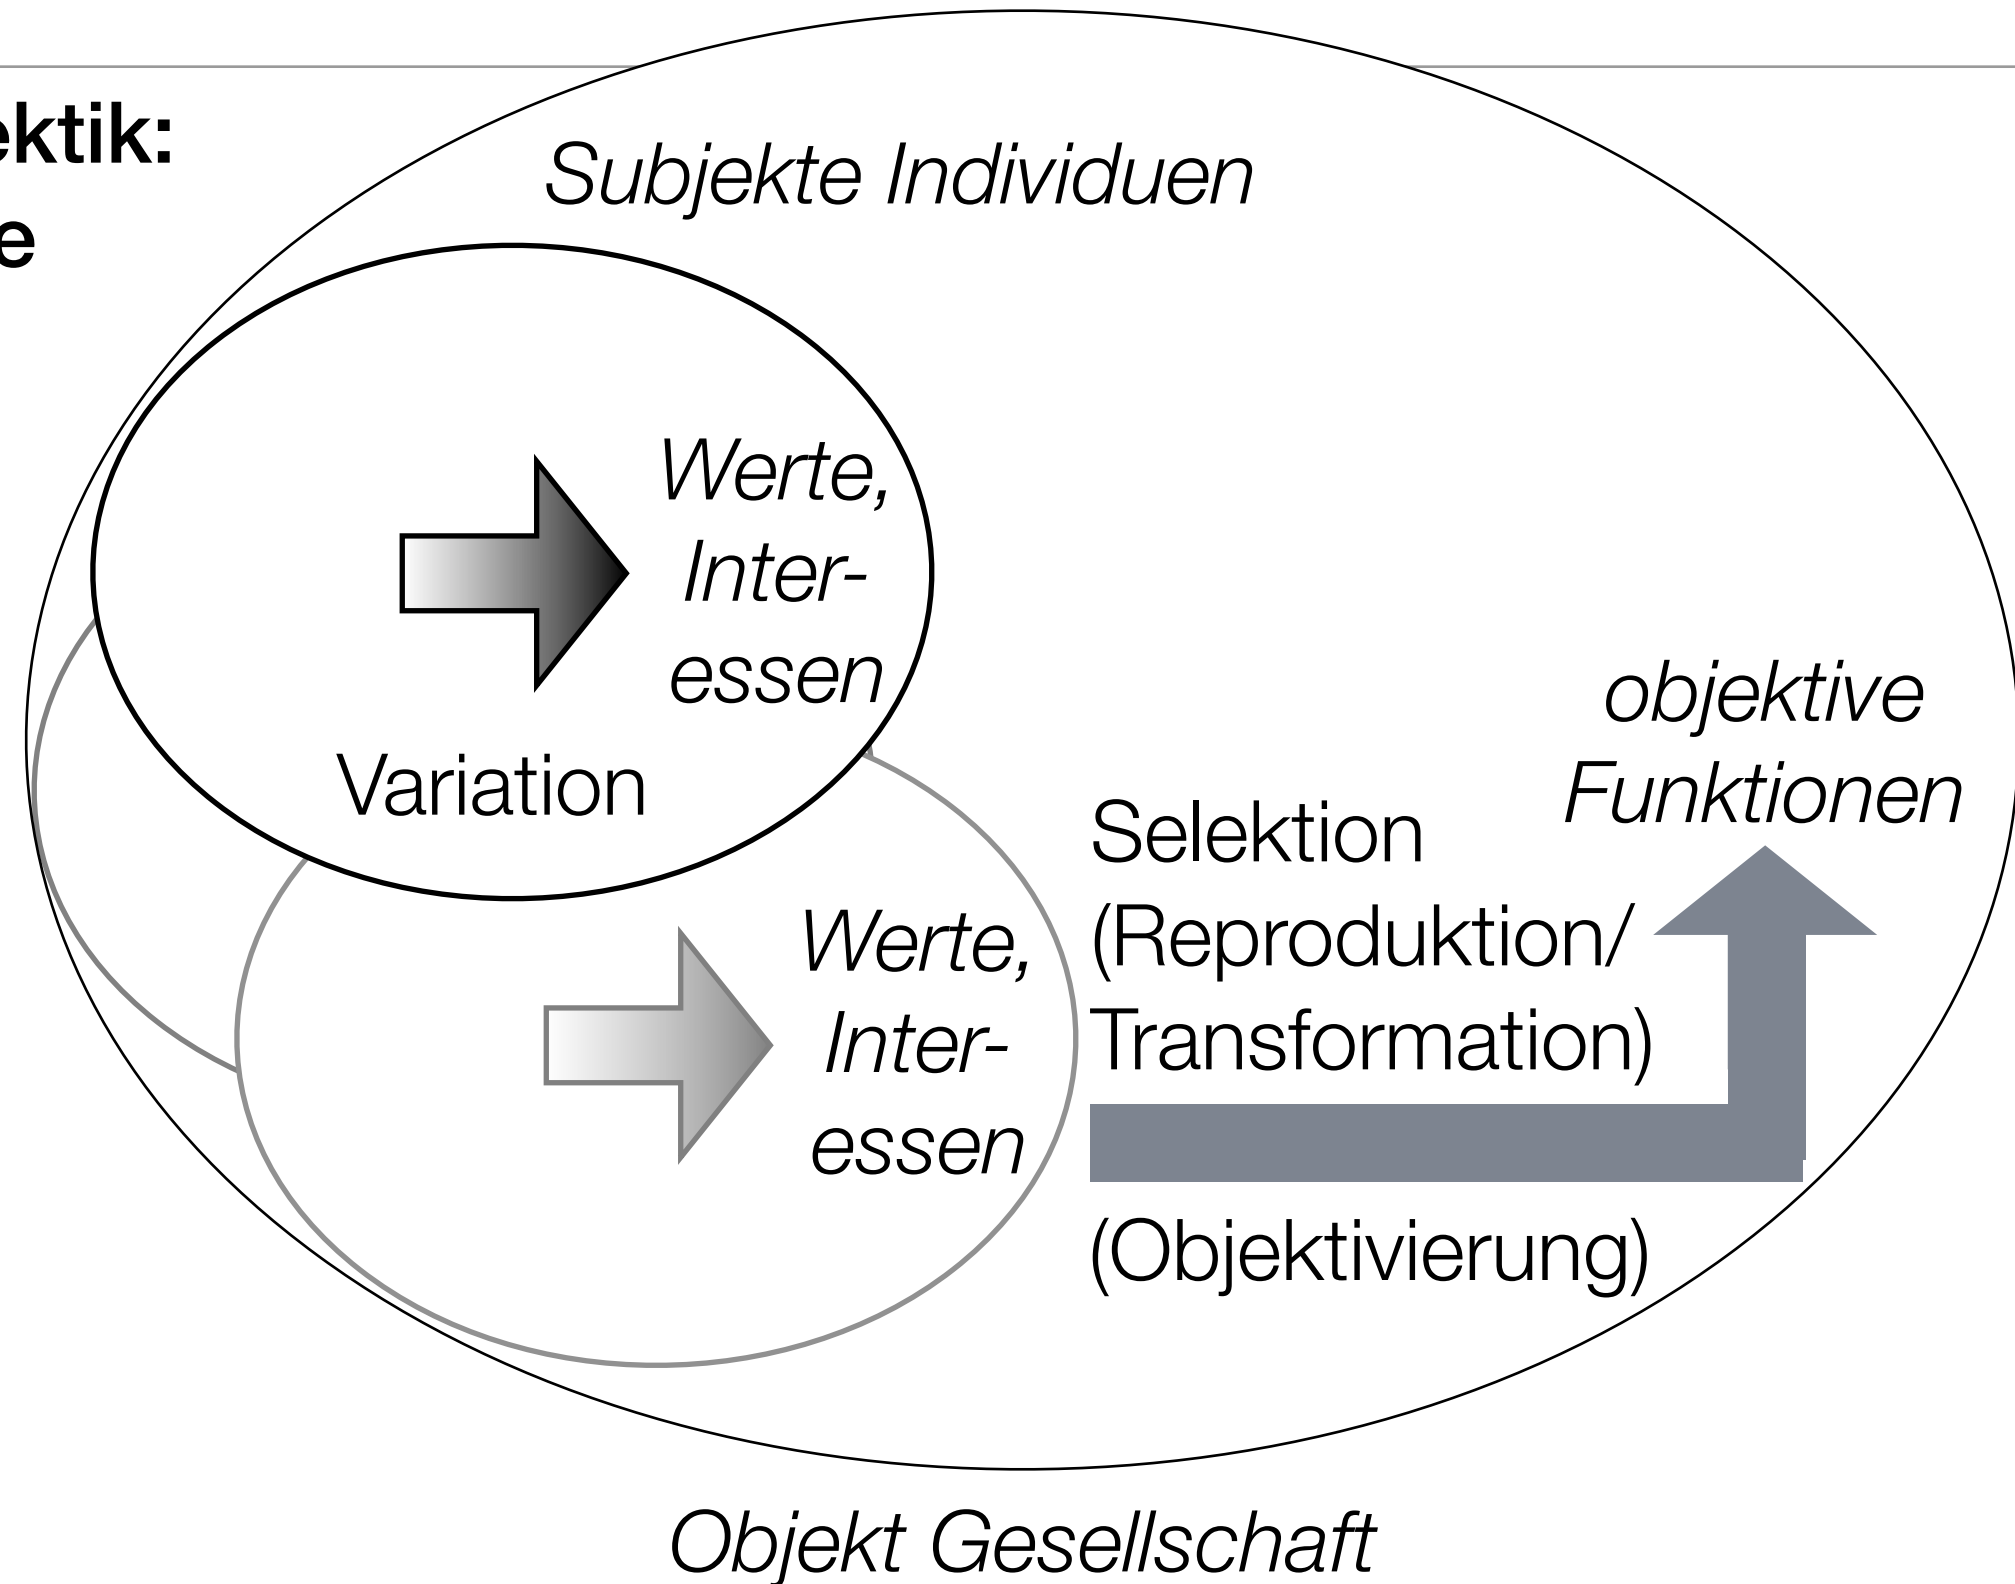 ektik:
e
Subjekte Individuen
Werte,
Inter-
essen
Variation
objektive
Funktionen
Selektion
(Reproduktion/
Transformation)
Werte,
Inter-
essen
(Objektivierung)
Objekt Gesellschaft